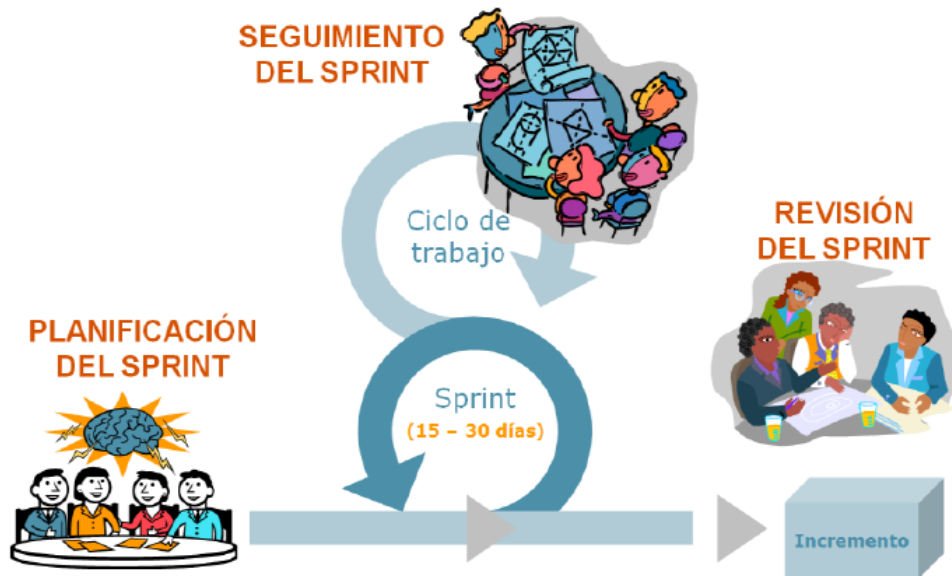 SEGUIMIENTO
DEL SPRINT
Ciclo de
trabajo
REVISIÓN
DEL SPRINT
PLANIFICACIÓN
DEL SPRINT
Sprint
(15 – 30 días)
Incremento